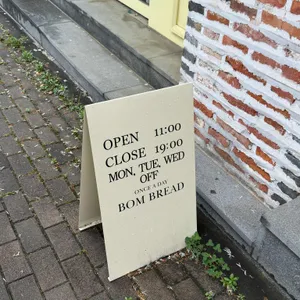 OPEN 11:00
CLOSE 19:00
MON, TUE, WED
OFF
ONCE A DAY
BOM BREAD